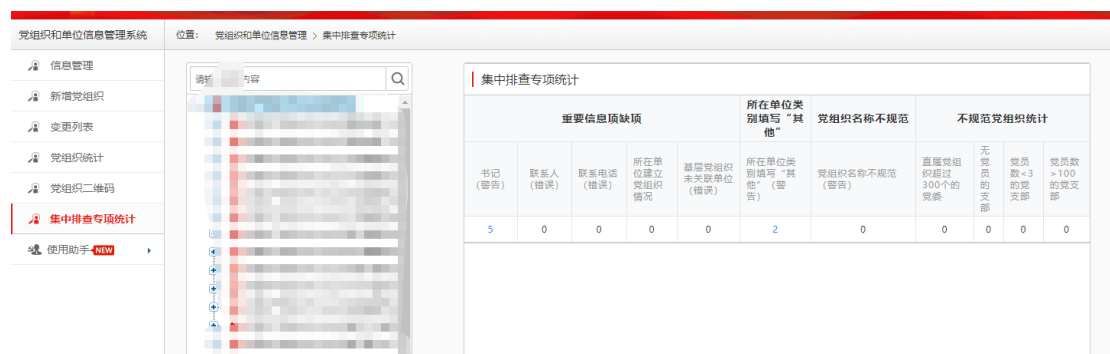 党组织和单位信息管理系统
位置: 党组织和单位信息管理 > 集中排查专项统计
信息管理
新增党组织
变更列表
党组织统计
党组织二维码
集中排查专项统计
使用助手 NEW
内容
集中排查专项统计
重要信息项缺项
所在单位类
别填写“其
他”
党组织名称不规范
不规范党组织统计
书记
(警告)
联系人
(错误)
联系电话
(错误)
所在单
位建立
党组织
情况
基层党组织
未关联单位
(错误)
所在单位类
别填写“其
他”(警
告)
党组织名称不规范
(警告)
直属党组
织超过
300个的
党委
无
党
员
的
支
部
党员
数<3
的党
支部
党员数
>100
的党支
部
5 0 0 0 0 2 0 0 0 0 0